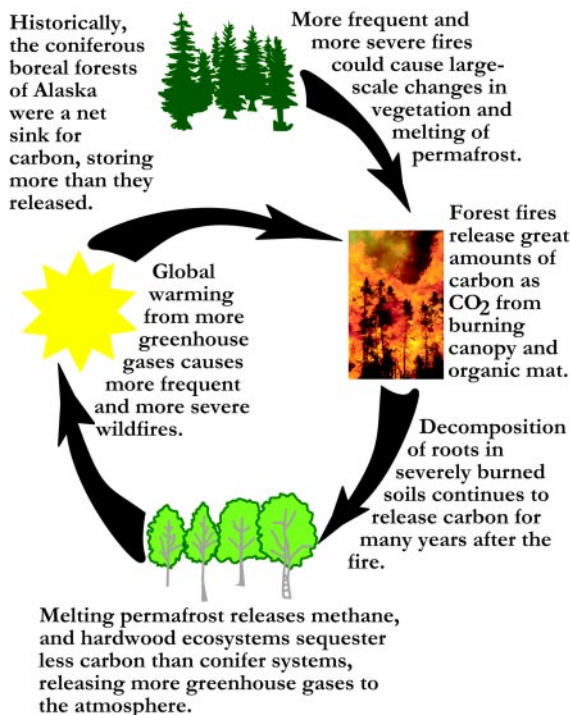 Historically,
the coniferous
boreal forests
of Alaska
were a net
sink for
carbon, storing
more than they
released.
More frequent and
more severe fires
could cause large-
scale changes in
vegetation and
melting of
permafrost.
Forest fires
release great
amounts of
carbon as
CO2 from
burning
canopy and
organic mat.
Decomposition
of roots in
severely burned
soils continues to
release carbon for
many years after the
fire.
Melting permafrost releases methane,
and hardwood ecosystems sequester
less carbon than conifer systems,
releasing more greenhouse gases to
the atmosphere.
Global
warming
from more
greenhouse
gases causes
more frequent
and more severe
wildfires.